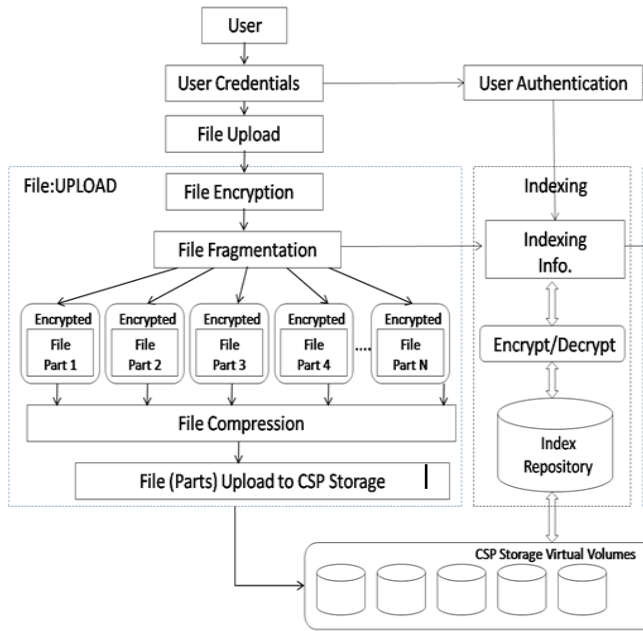 User
User Credentials
User Authentication
File Upload
File:UPLOAD
File Encryption
Indexing
File Fragmentation
Indexing
Info.
Encrypted
File
Part 1
Encrypted
File
Part 2
Encrypted
File
Part 3
Encrypted
File
Part 4
....
Encrypted
File
Part N
Encrypt/Decrypt
File Compression
Index
Repository
File (Parts) Upload to CSP Storage
CSP Storage Virtual Volumes